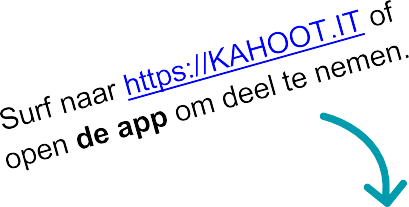 Surf naar https://KAHOOT.IT of
open de app om deel te nemen.